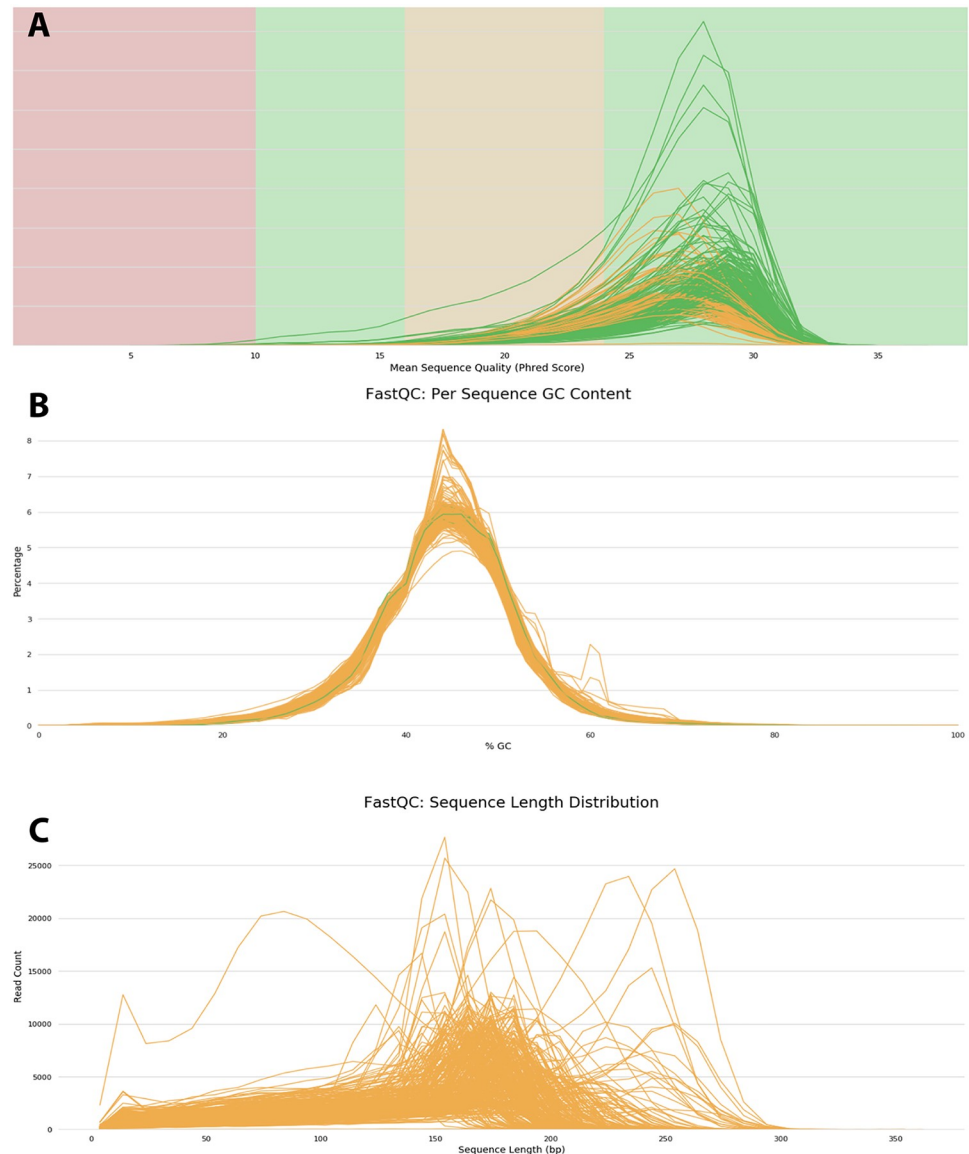 A
5 10 15 20 25 30 35
Mean Sequence Quality (Phred Score)
B
FastQC: Per Sequence GC Content
8
7
6
5
4
3
2
1
0
Percentage
0 20 40 60 80 100
% GC
FastQC: Sequence Length Distribution
C
25000
20000
15000
10000
5000
0
Read Count
0 50 100 150 200 250 300 350
Sequence Length (bp)